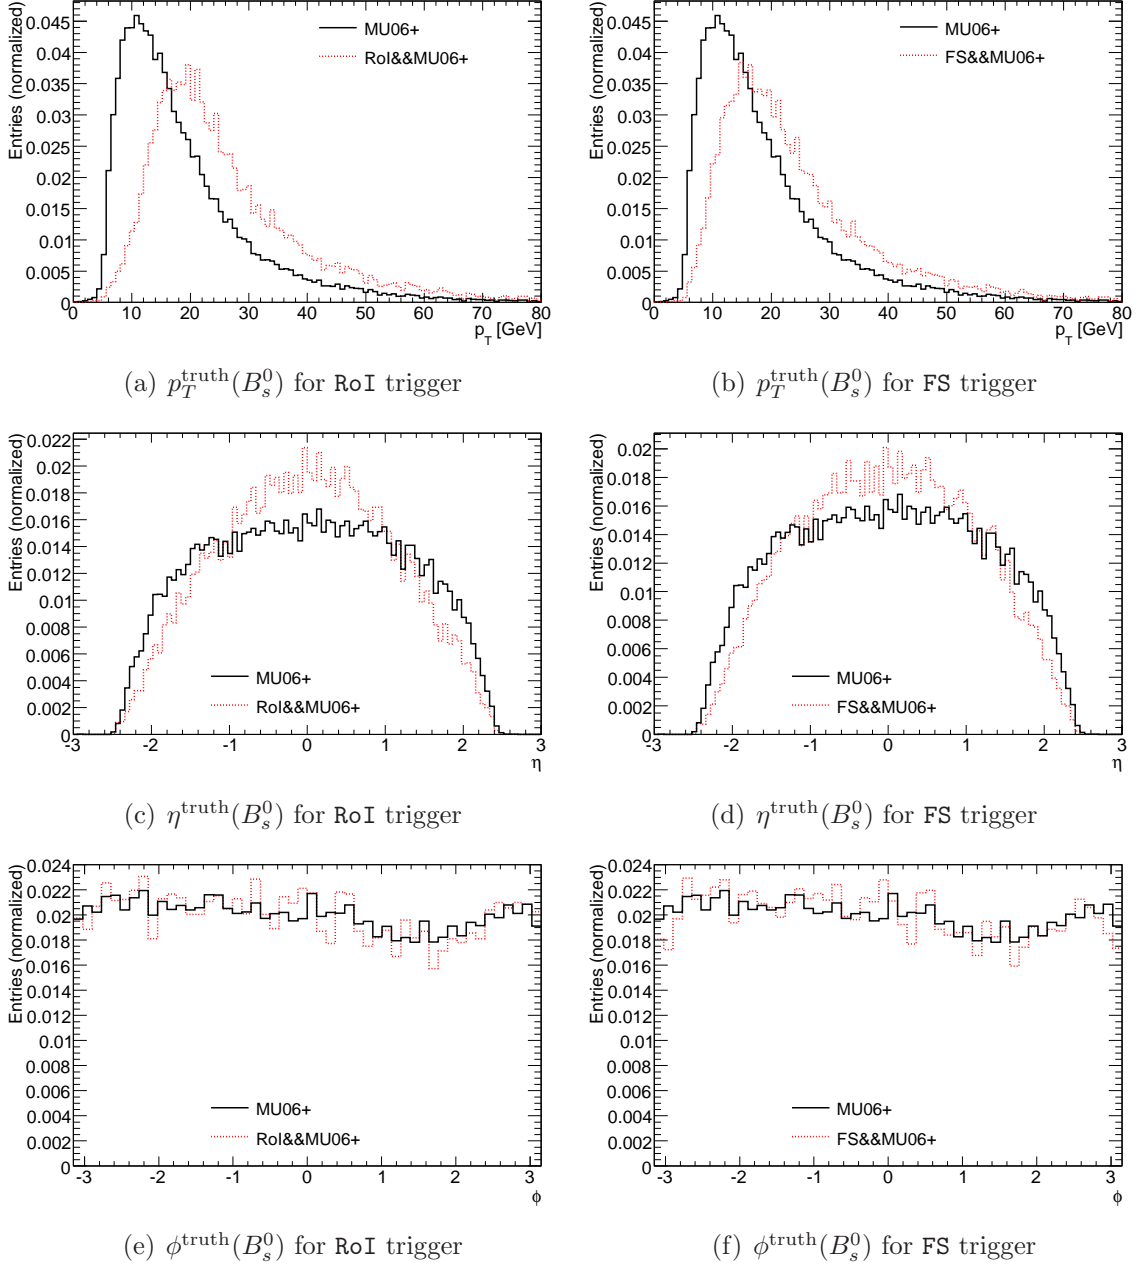 Entries (normalized)
0.045
0.04
0.035
0.03
0.025
0.02
0.015
0.01
0.005
0
MU06+
RoI&&MU06+
0 10 20 30 40 50 60 70 80
p_T [GeV]
(a) p_T^truth(B_s^0) for RoI trigger
Entries (normalized)
0.045
0.04
0.035
0.03
0.025
0.02
0.015
0.01
0.005
0
MU06+
FS&&MU06+
0 10 20 30 40 50 60 70 80
p_T [GeV]
(b) p_T^truth(B_s^0) for FS trigger
Entries (normalized)
0.022
0.02
0.018
0.016
0.014
0.012
0.01
0.008
0.006
0.004
0.002
0
MU06+
RoI&&MU06+
-3 -2 -1 0 1 2 3
η
(c) η^truth(B_s^0) for RoI trigger
Entries (normalized)
0.02
0.018
0.016
0.014
0.012
0.01
0.008
0.006
0.004
0.002
0
MU06+
FS&&MU06+
-3 -2 -1 0 1 2 3
η
(d) η^truth(B_s^0) for FS trigger
Entries (normalized)
0.024
0.022
0.02
0.018
0.016
0.014
0.012
0.01
0.008
0.006
0.004
0.002
0
MU06+
RoI&&MU06+
-3 -2 -1 0 1 2 3
ϕ
(e) ϕ^truth(B_s^0) for RoI trigger
Entries (normalized)
0.024
0.022
0.02
0.018
0.016
0.014
0.012
0.01
0.008
0.006
0.004
0.002
0
MU06+
FS&&MU06+
-3 -2 -1 0 1 2 3
ϕ
(f) ϕ^truth(B_s^0) for FS trigger